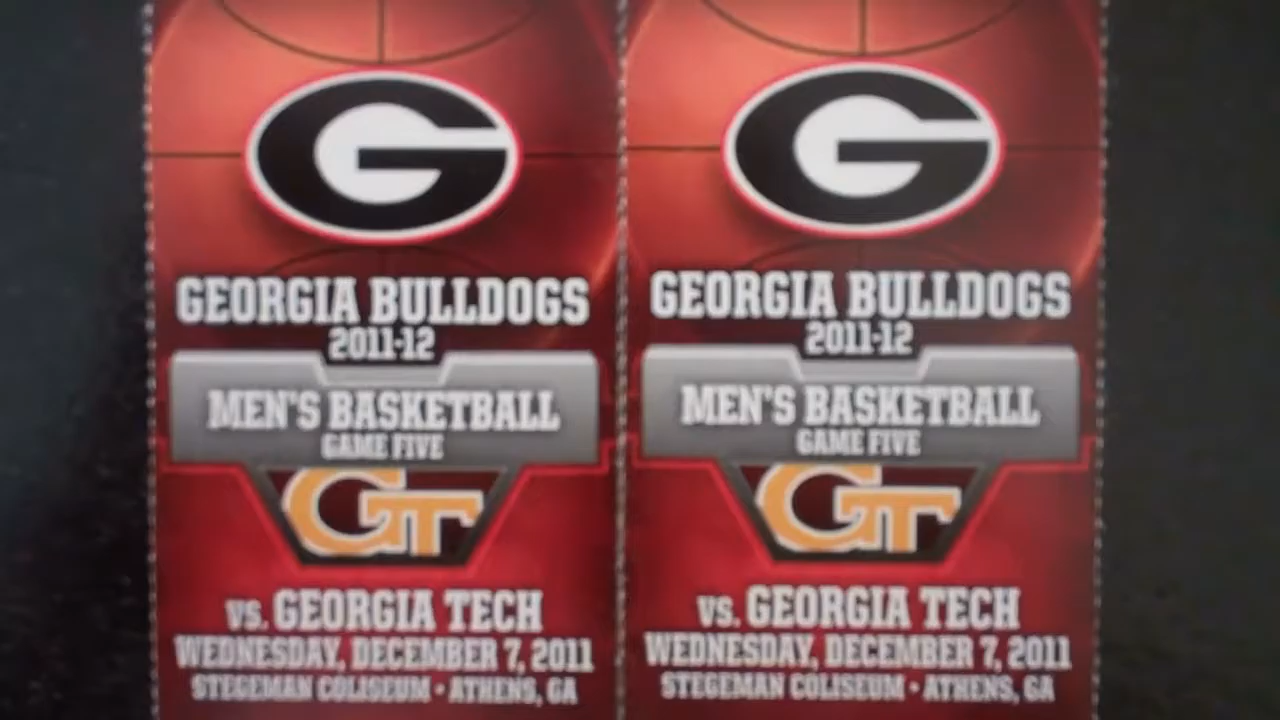 G
GEORGIA BULLDOGS
2011-12
MEN'S BASKETBALL
GAME FIVE
GT
VS. GEORGIA TECH
WEDNESDAY, DECEMBER 7, 2011
STEGEMAN COLISEUM • ATHENS, GA
G
GEORGIA BULLDOGS
2011-12
MEN'S BASKETBALL
GAME FIVE
GT
VS. GEORGIA TECH
WEDNESDAY, DECEMBER 7, 2011
STEGEMAN COLISEUM • ATHENS, GA